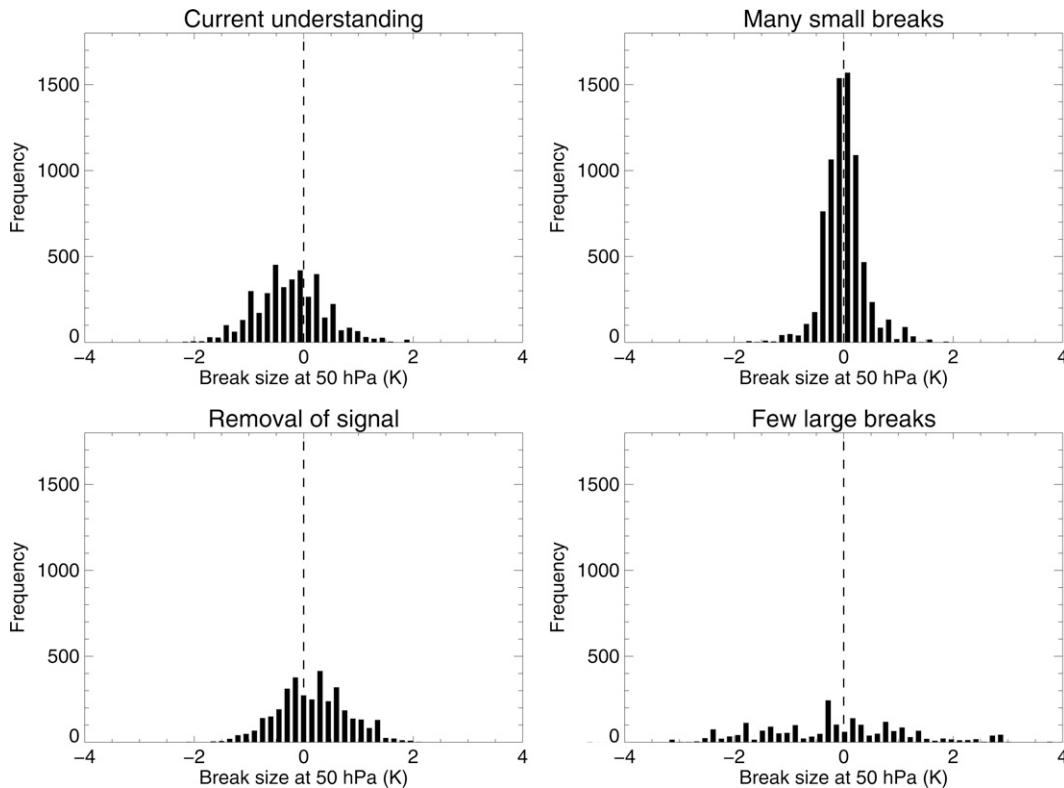 Current understanding
1500
1000
500
0
Frequency
−4 −2 0 2 4
Break size at 50 hPa (K)
Many small breaks
1500
1000
500
0
Frequency
−4 −2 0 2 4
Break size at 50 hPa (K)
Removal of signal
1500
1000
500
0
Frequency
−4 −2 0 2 4
Break size at 50 hPa (K)
Few large breaks
1500
1000
500
0
Frequency
−4 −2 0 2 4
Break size at 50 hPa (K)